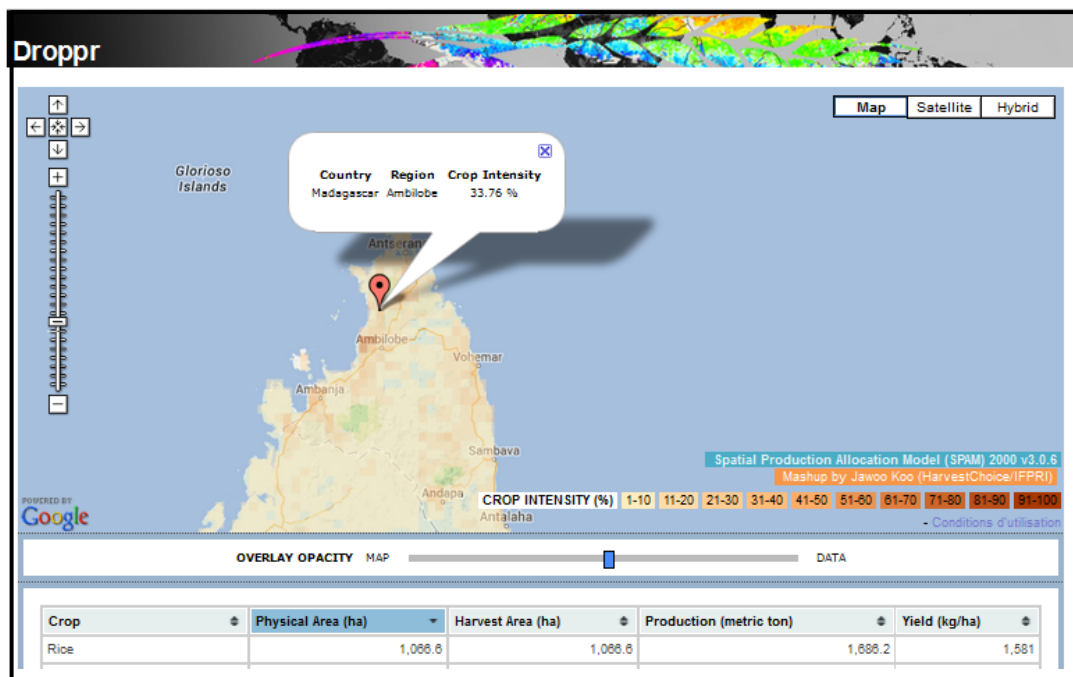 Droppr
Map Satellite Hybrid
Glorioso
Islands
Country Region Crop Intensity
Madagascar Ambilobe 33.76 %
Antseran
Ambilobe
Vohemar
Ambanja
Sambava
Andapa
Antalaha
Spatial Production Allocation Model (SPAM) 2000 v3.0.6
Mashup by Jawoo Koo (HarvestChoice/IFPRI)
CROP INTENSITY (%) 1-10 11-20 21-30 31-40 41-50 51-60 61-70 71-80 81-90 91-100
POWERED BY
Google
- Conditions d'utilisation
OVERLAY OPACITY MAP DATA
Crop Physical Area (ha) Harvest Area (ha) Production (metric ton) Yield (kg/ha)
Rice 1,066.6 1,066.6 1,686.2 1,581